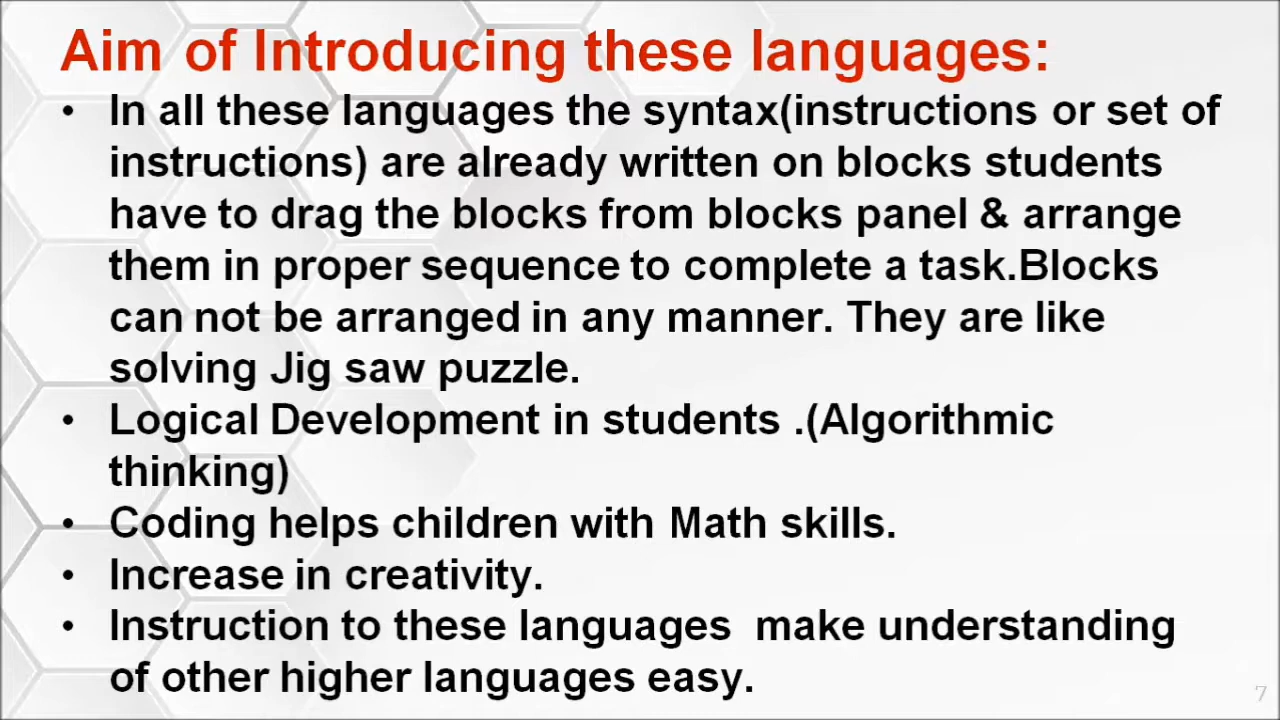 Aim of Introducing these languages:
• In all these languages the syntax(instructions or set of
instructions) are already written on blocks students
have to drag the blocks from blocks panel & arrange
them in proper sequence to complete a task.Blocks
can not be arranged in any manner. They are like
solving Jig saw puzzle.
• Logical Development in students .(Algorithmic
thinking)
• Coding helps children with Math skills.
• Increase in creativity.
• Instruction to these languages  make understanding
of other higher languages easy.
7